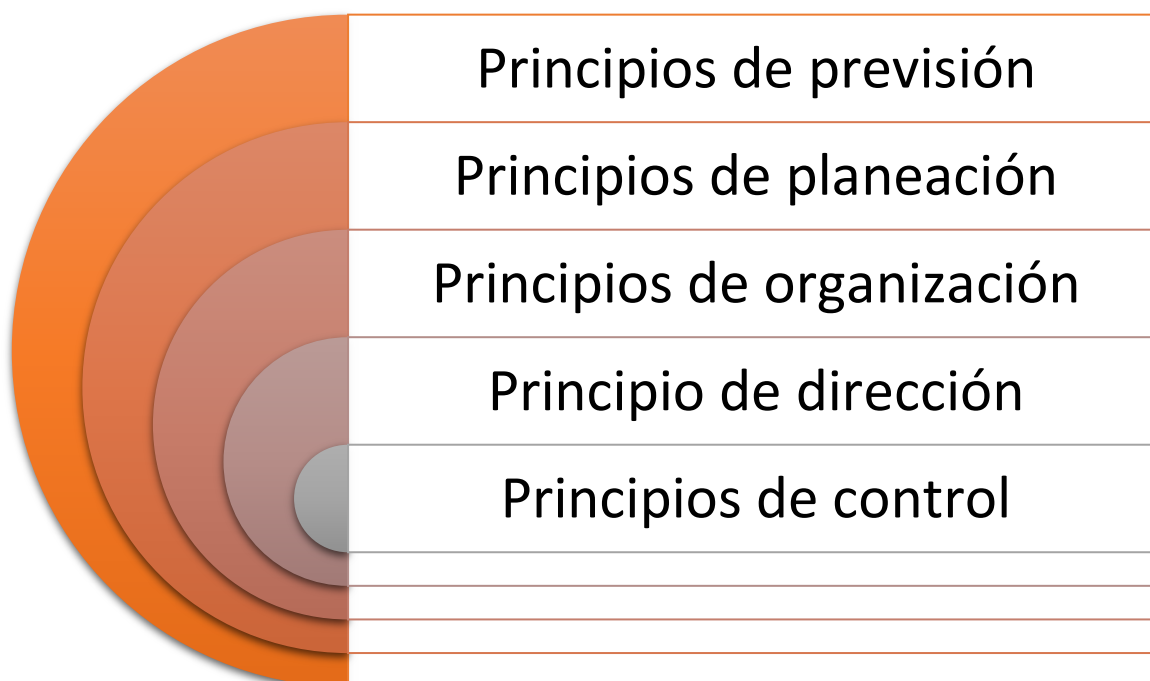 Principios de previsión
Principios de planeación
Principios de organización
Principio de dirección
Principios de control